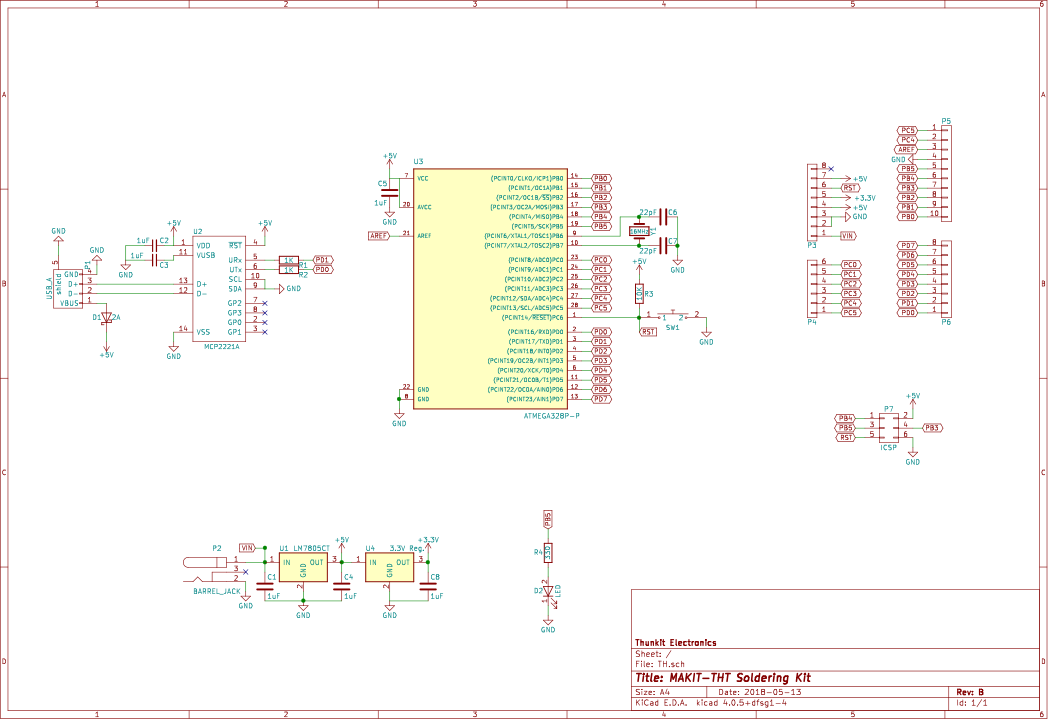 1 2 3 4 5 6
A A
B B
C C
D D
1 2 3 4 5 6
P5
PC5 1
PC4 2
AREF 3
GND 4
PB5 5
PB4 6
PB3 7
PB2 8
PB1 9
PB0 10
8
7 +5V
6 RST
5 +3.3V
4 +5V
3 GND
2
1 VIN
P3
PD7 8
PD6 7
PD5 6
PD4 5
PD3 4
PD2 3
PD1 2
PD0 1
P6
6 PC0
5 PC1
4 PC2
3 PC3
2 PC4
1 PC5
P4
U3
+5V
C5
1uF
GND
AREF
7 VCC
20 AVCC
21 AREF
22 GND
8 GND
GND
(PCINT0/CLKO/ICP1)PB0 14 PB0
(PCINT1/OC1A)PB1 15 PB1
(PCINT2/OC1B/SS)PB2 16 PB2
(PCINT3/OC2A/MOSI)PB3 17 PB3
(PCINT4/MISO)PB4 18 PB4
(PCINT5/SCK)PB5 19 PB5
(PCINT6/XTAL1/TOSC1)PB6 9
(PCINT7/XTAL2/TOSC2)PB7 10
(PCINT8/ADC0)PC0 23 PC0
(PCINT9/ADC1)PC1 24 PC1
(PCINT10/ADC2)PC2 25 PC2
(PCINT11/ADC3)PC3 26 PC3
(PCINT12/SDA/ADC4)PC4 27 PC4
(PCINT13/SCL/ADC5)PC5 28 PC5
(PCINT14/RESET)PC6 1
(PCINT16/RXD)PD0 2 PD0
(PCINT17/TXD)PD1 3 PD1
(PCINT18/INT0)PD2 4 PD2
(PCINT19/OC2B/INT1)PD3 5 PD3
(PCINT20/XCK/T0)PD4 6 PD4
(PCINT21/OC0B/T1)PD5 11 PD5
(PCINT22/OC0A/AIN0)PD6 12 PD6
(PCINT23/AIN1)PD7 13 PD7
ATMEGA328P-P
22pF C6
16MHz Y1
22pF C7
GND
+5V
10K R3
RST
1 2
SW1
GND
GND
5
USB_A
shield
P1
GND
GND 4
D+ 3
D- 2
VBUS 1
D1 2A
+5V
+5V
1uF C2
1uF C3
GND
U2
1 VDD
11 VUSB
13 D+
12 D-
14 VSS
GND
+5V
RST 4
URx 5 1K R1 PD1
UTx 6 1K R2 PD0
SCL 10
SDA 9 GND
GP2 7
GP3 8
GP0 2
GP1 3
MCP2221A
P7
PB4 1
PB5 3
RST 5
2 +5V
4 PB3
6
ICSP
GND
P2
1
3
2
BARREL_JACK
GND
VIN
U1 LM7805CT
1 IN OUT 3
GND
2
C1
1uF
GND
+5V
C4
1uF
U4 3.3V Reg.
1 IN OUT 3
GND
2
GND
+3.3V
C8
1uF
PB5
R4 330
D2 LED
2
1
GND
Thunkit Electronics
Sheet: /
File: TH.sch
Title: MAKIT-THT Soldering Kit
Size: A4 Date: 2018-05-13 Rev: B
KiCad E.D.A. kicad 4.0.5+dfsg1-4 Id: 1/1